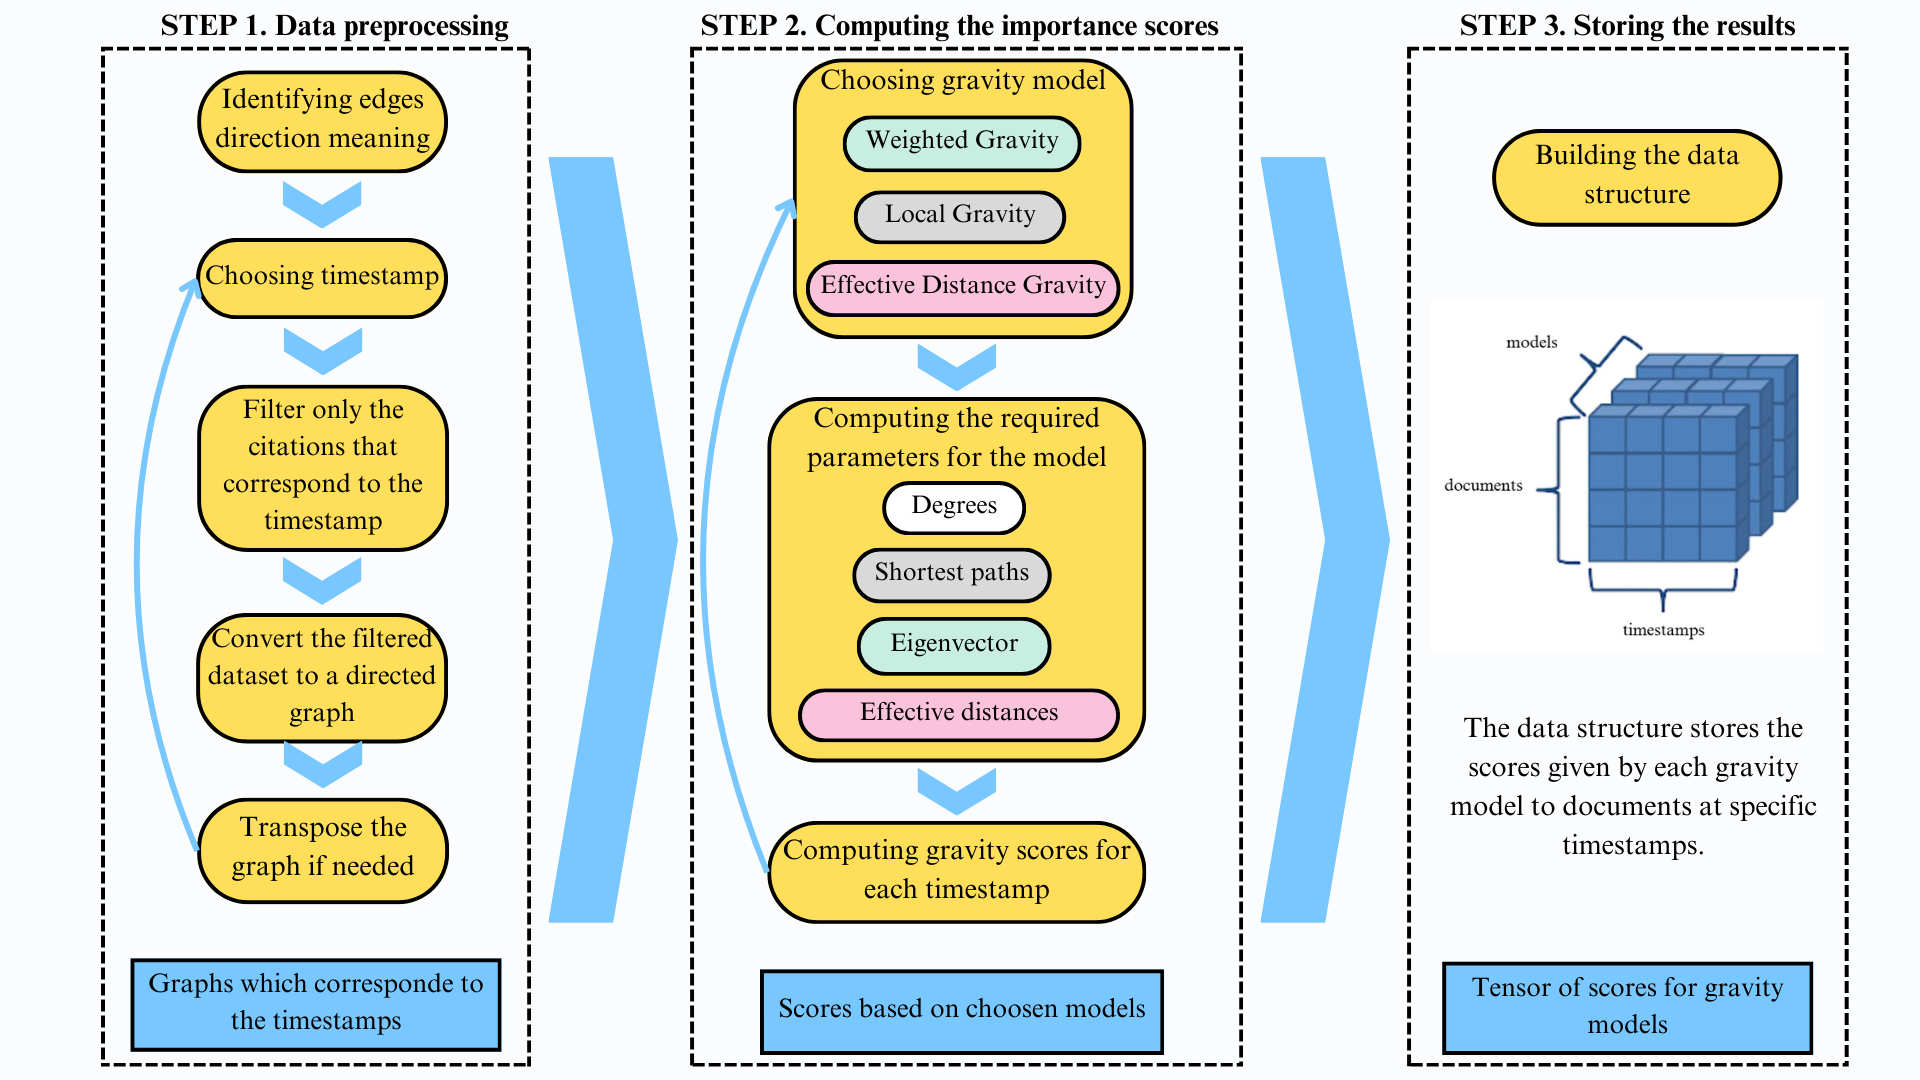 STEP 1. Data preprocessing
Identifying edges
direction meaning
Choosing timestamp
Filter only the
citations that
correspond to the
timestamp
Convert the filtered
dataset to a directed
graph
Transpose the
graph if needed
Graphs which corresponde to
the timestamps
STEP 2. Computing the importance scores
Choosing gravity model
Weighted Gravity
Local Gravity
Effective Distance Gravity
Computing the required
parameters for the model
Degrees
Shortest paths
Eigenvector
Effective distances
Computing gravity scores for
each timestamp
Scores based on choosen models
STEP 3. Storing the results
Building the data
structure
models
documents
timestamps
The data structure stores the
scores given by each gravity
model to documents at specific
timestamps.
Tensor of scores for gravity
models